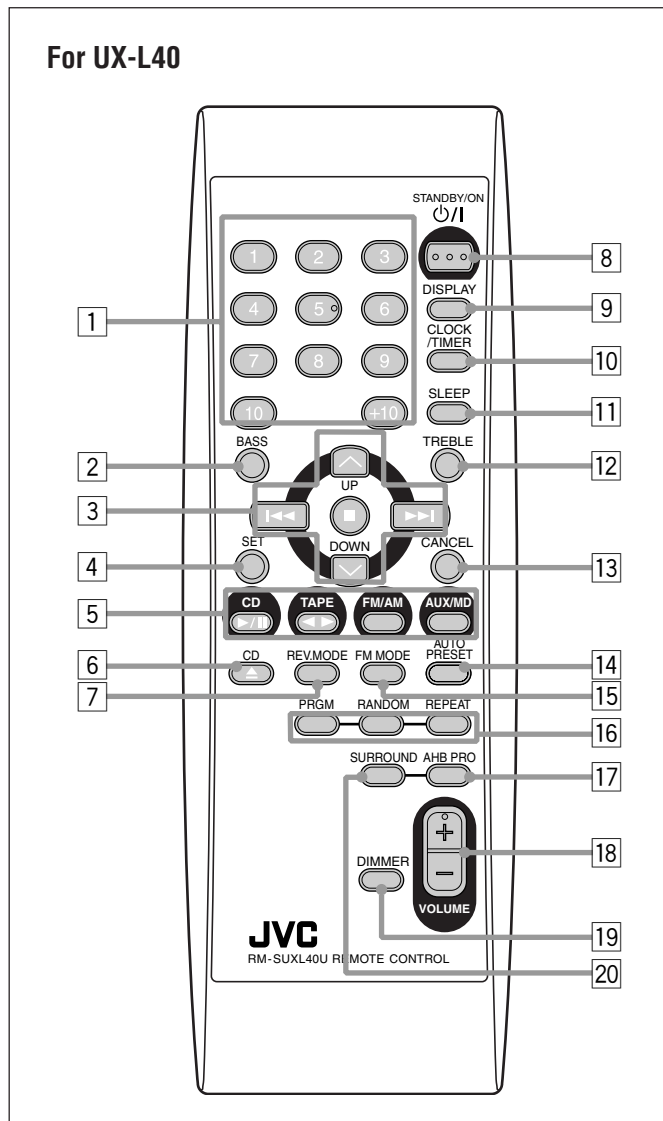 For UX-L40
STANDBY/ON
1 2 3
8
DISPLAY
9
4 5 6
1
CLOCK
/TIMER
10
7 8 9
SLEEP
11
10 +10
BASS
TREBLE
2
12
UP
3
SET
DOWN
CANCEL
4
13
5
CD TAPE FM/AM AUX/MD
6
CD
REV.MODE FM MODE
AUTO
PRESET
14
7
15
PRGM RANDOM REPEAT
16
SURROUND AHB PRO
17
+
18
DIMMER
–
VOLUME
19
JVC
RM-SUXL40U REMOTE CONTROL
20